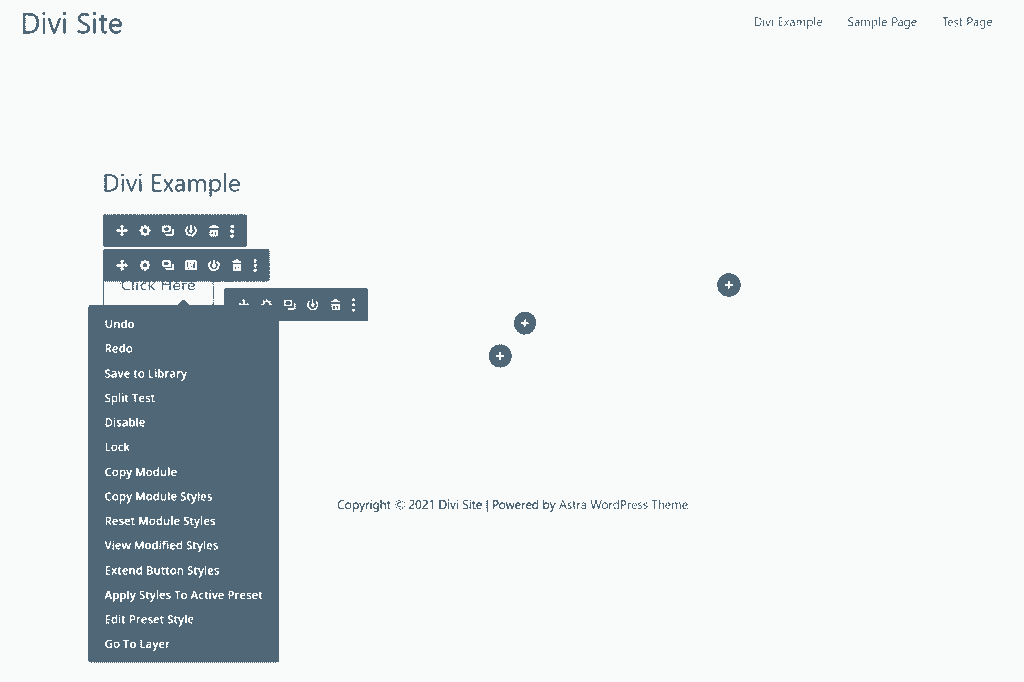 Divi Site
Divi Example
Sample Page
Test Page
Divi Example
Click Here
Undo
Redo
Save to Library
Split Test
Disable
Lock
Copy Module
Copy Module Styles
Reset Module Styles
View Modified Styles
Extend Button Styles
Apply Styles To Active Preset
Edit Preset Style
Go To Layer
Copyright © 2021 Divi Site | Powered by Astra WordPress Theme